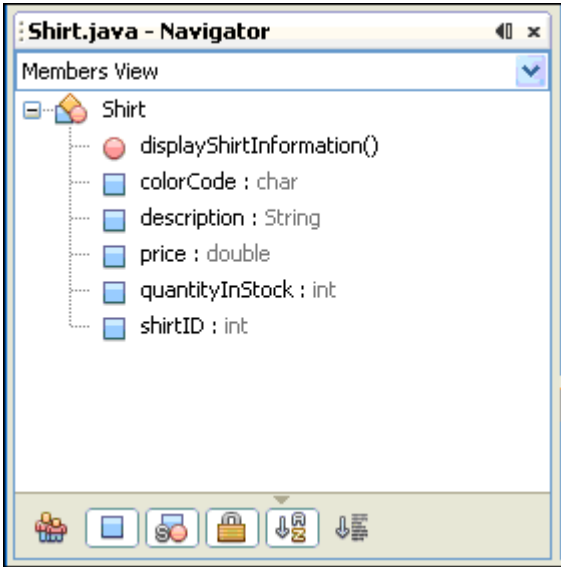 Shirt.java - Navigator
Members View
Shirt
displayShirtInformation()
colorCode : char
description : String
price : double
quantityInStock : int
shirtID : int
S
A
Z